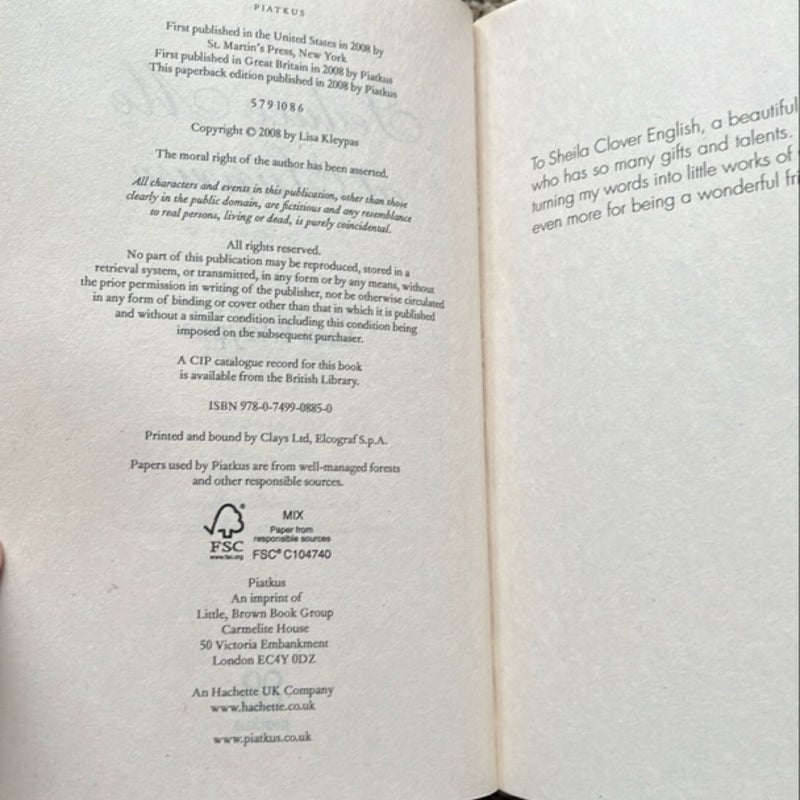 PIATKUS
First published in the United States in 2008 by
St. Martin's Press, New York
First published in Great Britain in 2008 by Piatkus
This paperback edition published in 2008 by Piatkus
5 7 9 10 8 6
Copyright © 2008 by Lisa Kleypas
The moral right of the author has been asserted.
All characters and events in this publication, other than those
clearly in the public domain, are fictitious and any resemblance
to real persons, living or dead, is purely coincidental.
All rights reserved.
No part of this publication may be reproduced, stored in a
retrieval system, or transmitted, in any form or by any means, without
the prior permission in writing of the publisher, nor be otherwise circulated
in any form of binding or cover other than that in which it is published
and without a similar condition including this condition being
imposed on the subsequent purchaser.
A CIP catalogue record for this book
is available from the British Library.
ISBN 978-0-7499-0885-0
Printed and bound by Clays Ltd, Elcograf S.p.A.
Papers used by Piatkus are from well-managed forests
and other responsible sources.
FSC®
www.fsc.org
MIX
Paper from
responsible sources
FSC® C104740
Piatkus
An imprint of
Little, Brown Book Group
Carmelite House
50 Victoria Embankment
London EC4Y 0DZ
An Hachette UK Company
www.hachette.co.uk
www.piatkus.co.uk
To Sheila Clover English, a beautiful
who has so many gifts and talents.
turning my words into little works of
even more for being a wonderful fri